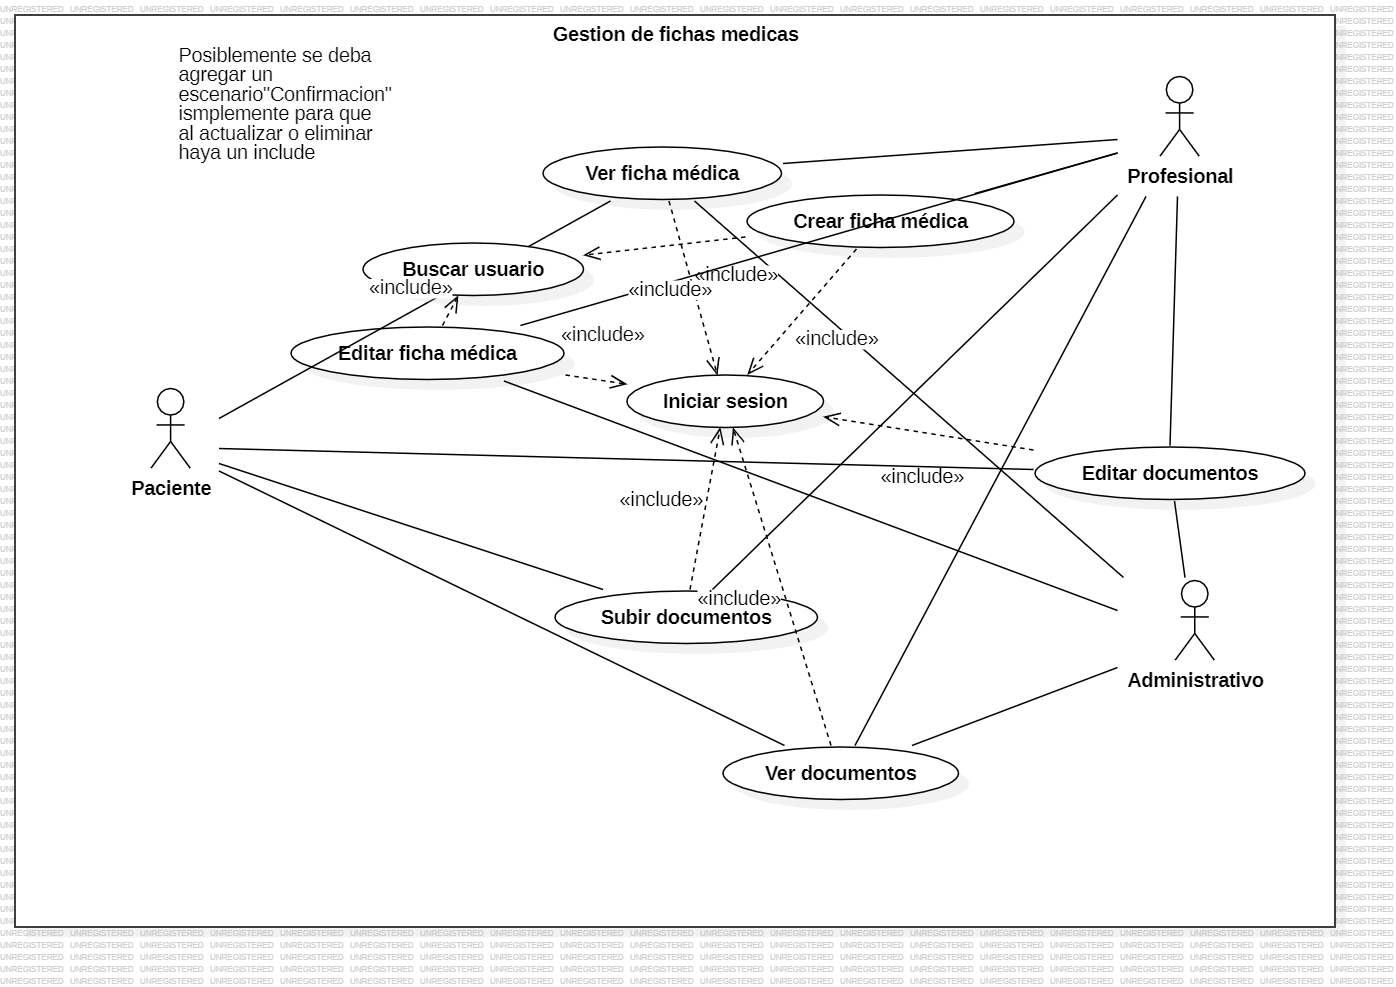 Gestion de fichas medicas
Posiblemente se deba
agregar un
escenario"Confirmacion"
ismplemente para que
al actualizar o eliminar
haya un include
Profesional
Ver ficha médica
Crear ficha médica
Buscar usuario
«include»
«include»
«include»
Editar ficha médica
«include»
«include»
Iniciar sesion
Paciente
Editar documentos
«include»
«include»
«include»
Subir documentos
Administrativo
Ver documentos
UNREGISTERED